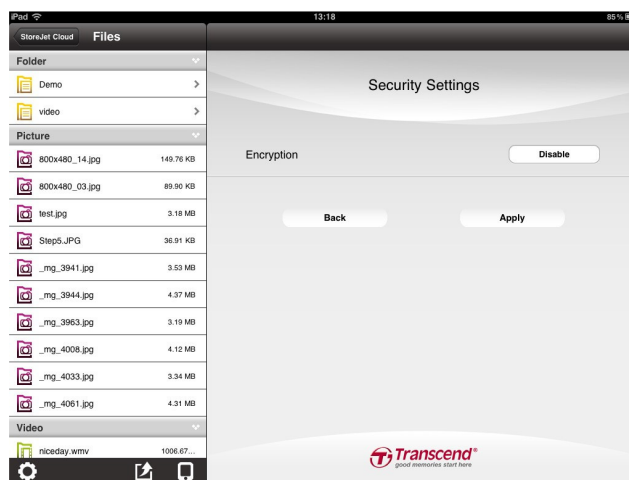 iPad 13:18 85%
StoreJet Cloud Files
Folder
Demo
video
Picture
800x480_14.jpg 149.76 KB
800x480_03.jpg 89.90 KB
test.jpg 3.18 MB
Step5.JPG 36.91 KB
_mg_3941.jpg 3.53 MB
_mg_3944.jpg 4.37 MB
_mg_3963.jpg 3.19 MB
_mg_4008.jpg 4.12 MB
_mg_4033.jpg 3.34 MB
_mg_4061.jpg 4.31 MB
Video
niceday.wmv 1006.67...
Security Settings
Encryption Disable
Back Apply
Transcend®
good memories start here